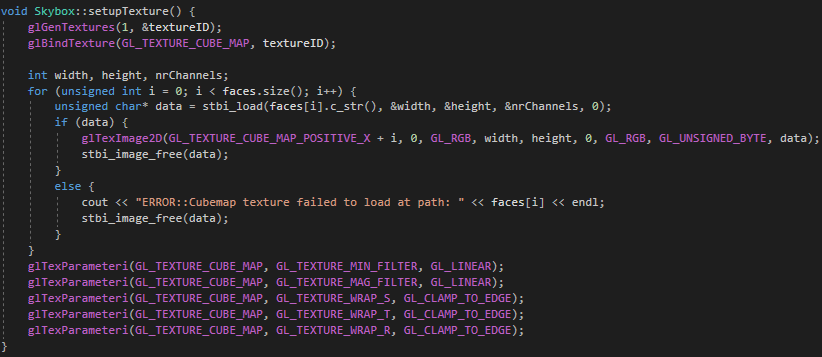 void Skybox::setupTexture() {
    glGenTextures(1, &textureID);
    glBindTexture(GL_TEXTURE_CUBE_MAP, textureID);

    int width, height, nrChannels;
    for (unsigned int i = 0; i < faces.size(); i++) {
        unsigned char* data = stbi_load(faces[i].c_str(), &width, &height, &nrChannels, 0);
        if (data) {
            glTexImage2D(GL_TEXTURE_CUBE_MAP_POSITIVE_X + i, 0, GL_RGB, width, height, 0, GL_RGB, GL_UNSIGNED_BYTE, data);
            stbi_image_free(data);
        }
        else {
            cout << "ERROR::Cubemap texture failed to load at path: " << faces[i] << endl;
            stbi_image_free(data);
        }
    }
    glTexParameteri(GL_TEXTURE_CUBE_MAP, GL_TEXTURE_MIN_FILTER, GL_LINEAR);
    glTexParameteri(GL_TEXTURE_CUBE_MAP, GL_TEXTURE_MAG_FILTER, GL_LINEAR);
    glTexParameteri(GL_TEXTURE_CUBE_MAP, GL_TEXTURE_WRAP_S, GL_CLAMP_TO_EDGE);
    glTexParameteri(GL_TEXTURE_CUBE_MAP, GL_TEXTURE_WRAP_T, GL_CLAMP_TO_EDGE);
    glTexParameteri(GL_TEXTURE_CUBE_MAP, GL_TEXTURE_WRAP_R, GL_CLAMP_TO_EDGE);
}